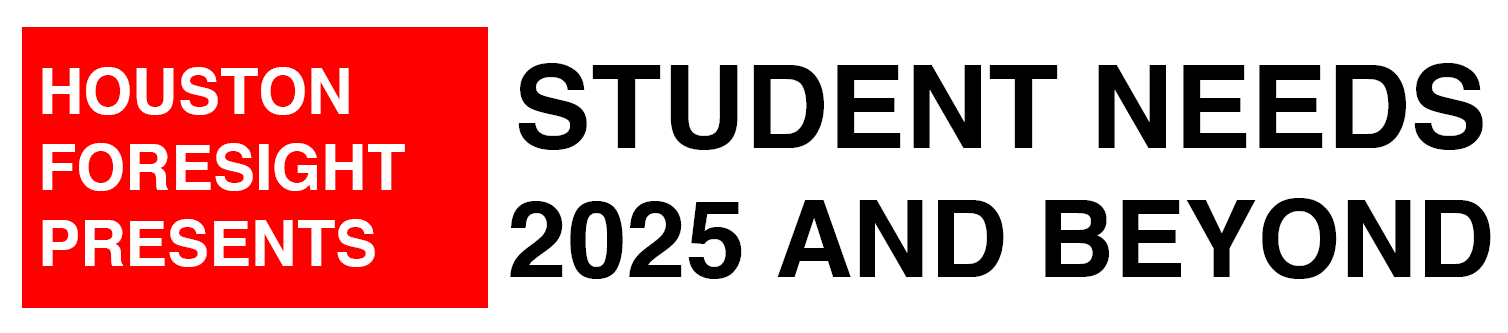 HOUSTON
FORESIGHT
PRESENTS
STUDENT NEEDS
2025 AND BEYOND